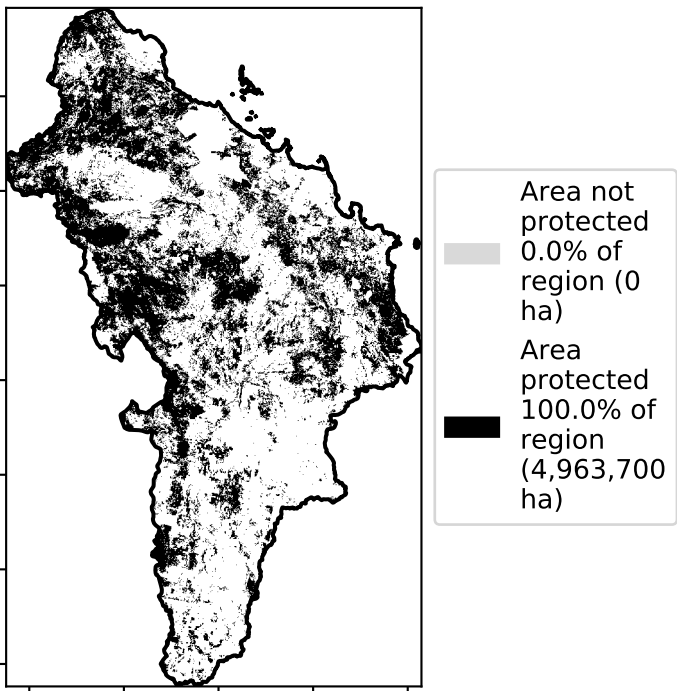 Area not
protected
0.0% of
region (0
ha)
Area
protected
100.0% of
region
(4,963,700
ha)